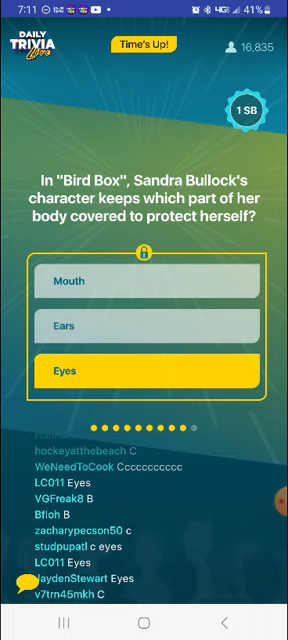 7:11
4G
41%
DAILY
TRIVIA
Live
Time's Up!
16,835
1 SB
In "Bird Box", Sandra Bullock's
character keeps which part of her
body covered to protect herself?
Mouth
Ears
Eyes
hockeyatthebeach C
WeNeedToCook Cccccccccccc
LC011 Eyes
VGFreak8 B
Bfloh B
zacharypecson50 c
studpupatl c eyes
LC011 Eyes
JaydenStewart Eyes
v7trn45mkh C